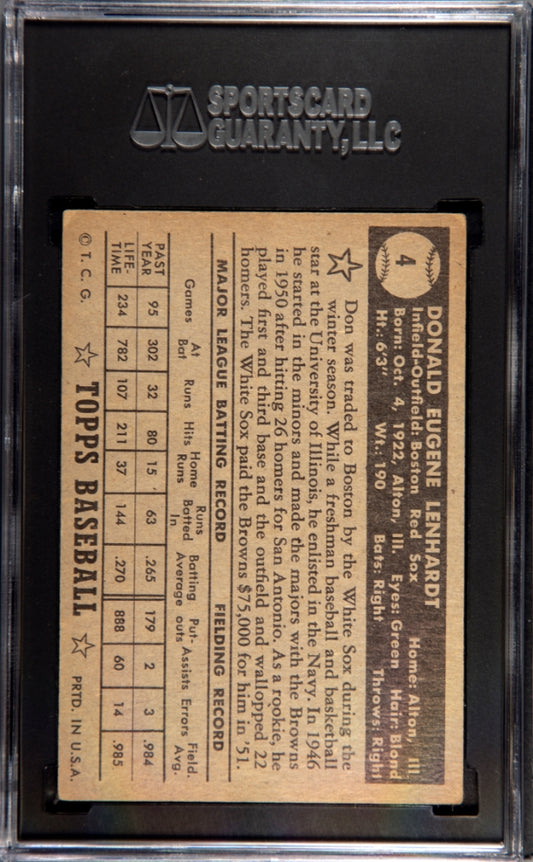 SPORTSCARD
GUARANTY, LLC
4
DONALD EUGENE LENHARDT
Infield-Outfield: Boston Red Sox Home: Alton, Ill
Born: Oct. 4, 1922, Alton, Ill. Eyes: Green Hair: Blond
Ht.: 6'3" Wt.: 190 Bats: Right Throws: Right
Don was traded to Boston by the White Sox during the
winter season. While a freshman baseball and basketball
star at the University of Illinois, he enlisted in the Navy. In 1946
he started in the minors and made the majors with the Browns
in 1950 after hitting 26 homers for San Antonio. As a rookie, he
played first and third base and the outfield and walloped 22
homers. The White Sox paid the Browns $75,000 for him in '51.
MAJOR LEAGUE BATTING RECORD FIELDING RECORD
Games At Bat Runs Hits Home Runs Runs Batted In Batting Average Put-outs Assists Errors Field. Avg.
PAST YEAR 95 302 32 80 15 63 .265 179 2 3 .984
LIFE-TIME 234 782 107 211 37 144 .270 888 60 14 .985
© T. C. G. ☆ TOPPS BASEBALL ☆ PRTD. IN U.S.A.